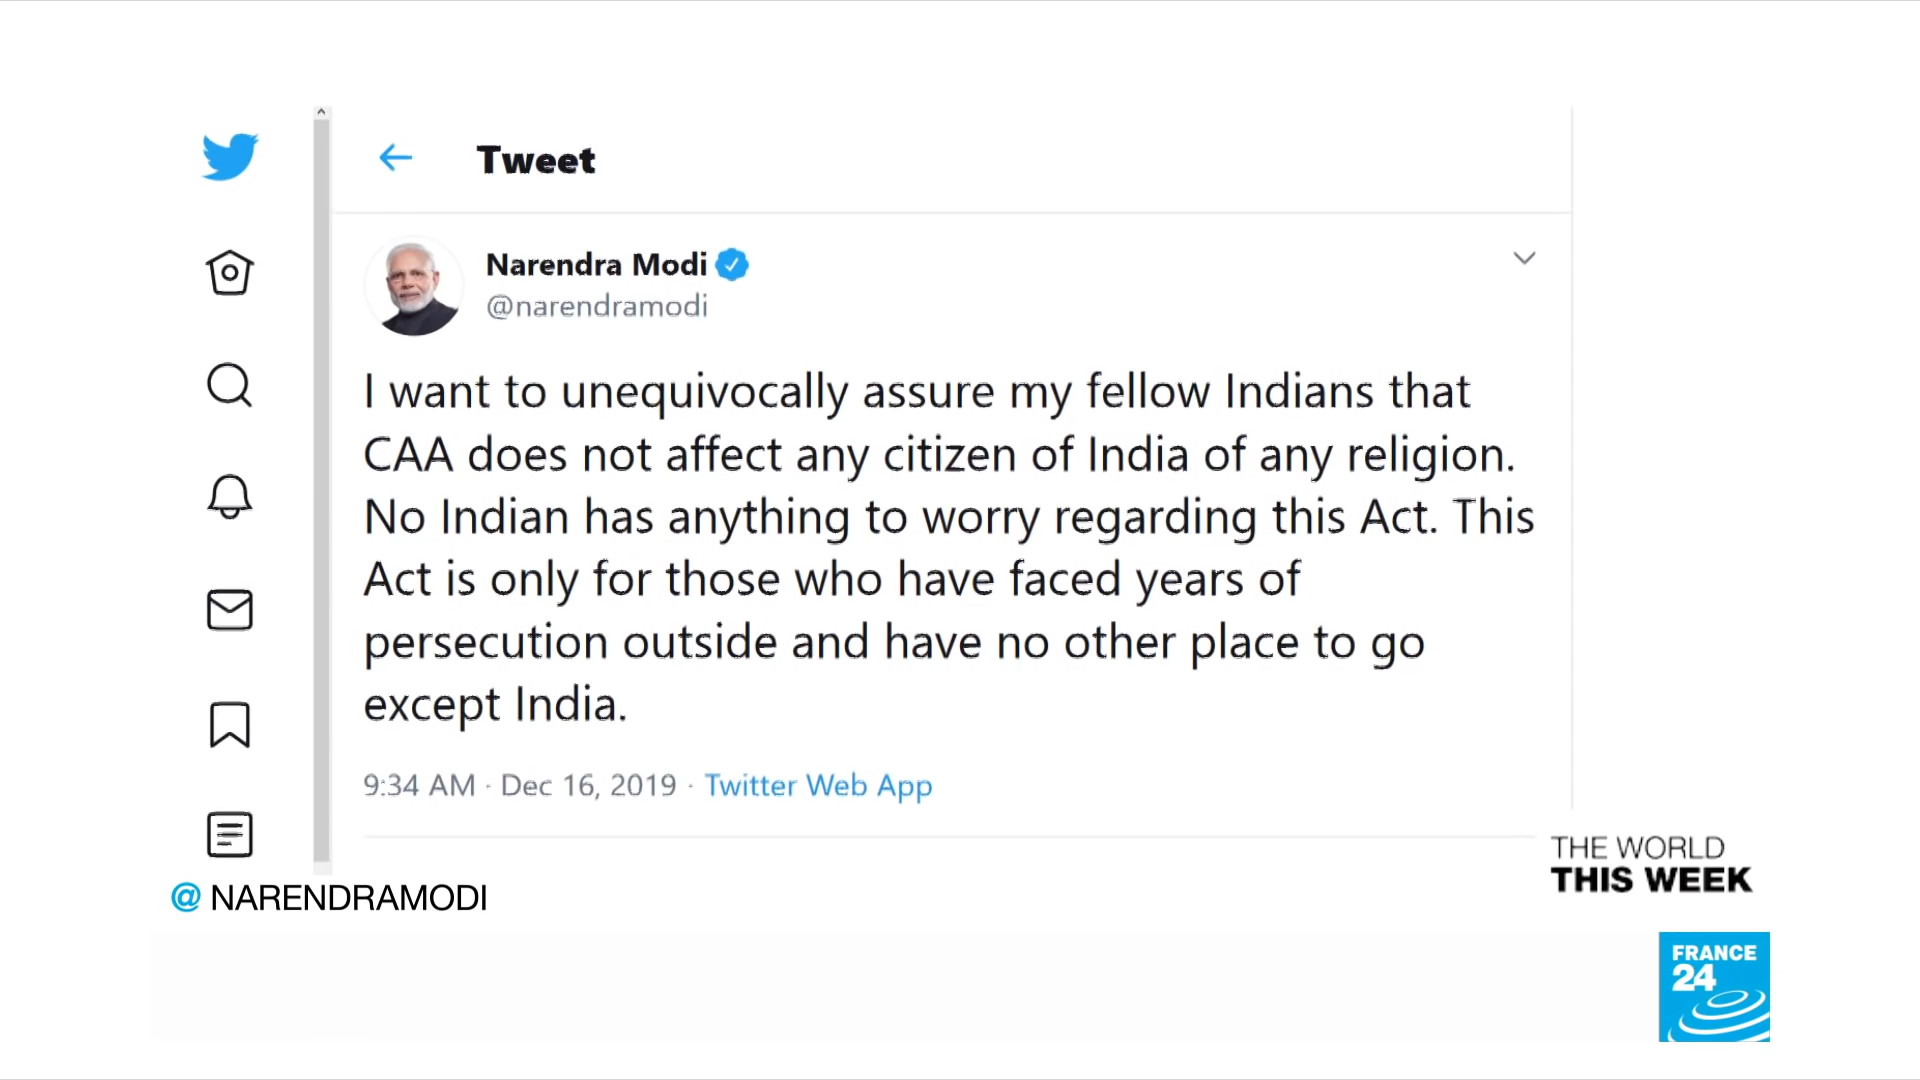 Tweet
Narendra Modi
@narendramodi
I want to unequivocally assure my fellow Indians that
CAA does not affect any citizen of India of any religion.
No Indian has anything to worry regarding this Act. This
Act is only for those who have faced years of
persecution outside and have no other place to go
except India.
9:34 AM · Dec 16, 2019 · Twitter Web App
THE WORLD
THIS WEEK
@ NARENDRAMODI
FRANCE
24